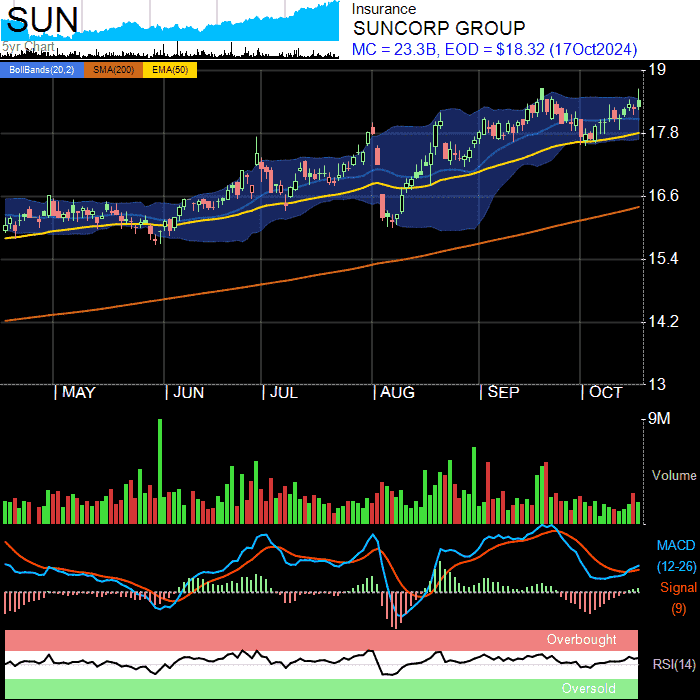 SUN
5yr Chart
Insurance
SUNCORP GROUP
MC = 23.3B, EOD = $18.32 (17Oct2024)
BollBands(20,2) SMA(200) EMA(50)
19
17.8
16.6
15.4
14.2
13
MAY JUN JUL AUG SEP OCT
9M
Volume
MACD
(12-26)
Signal
(9)
Overbought
RSI(14)
Oversold